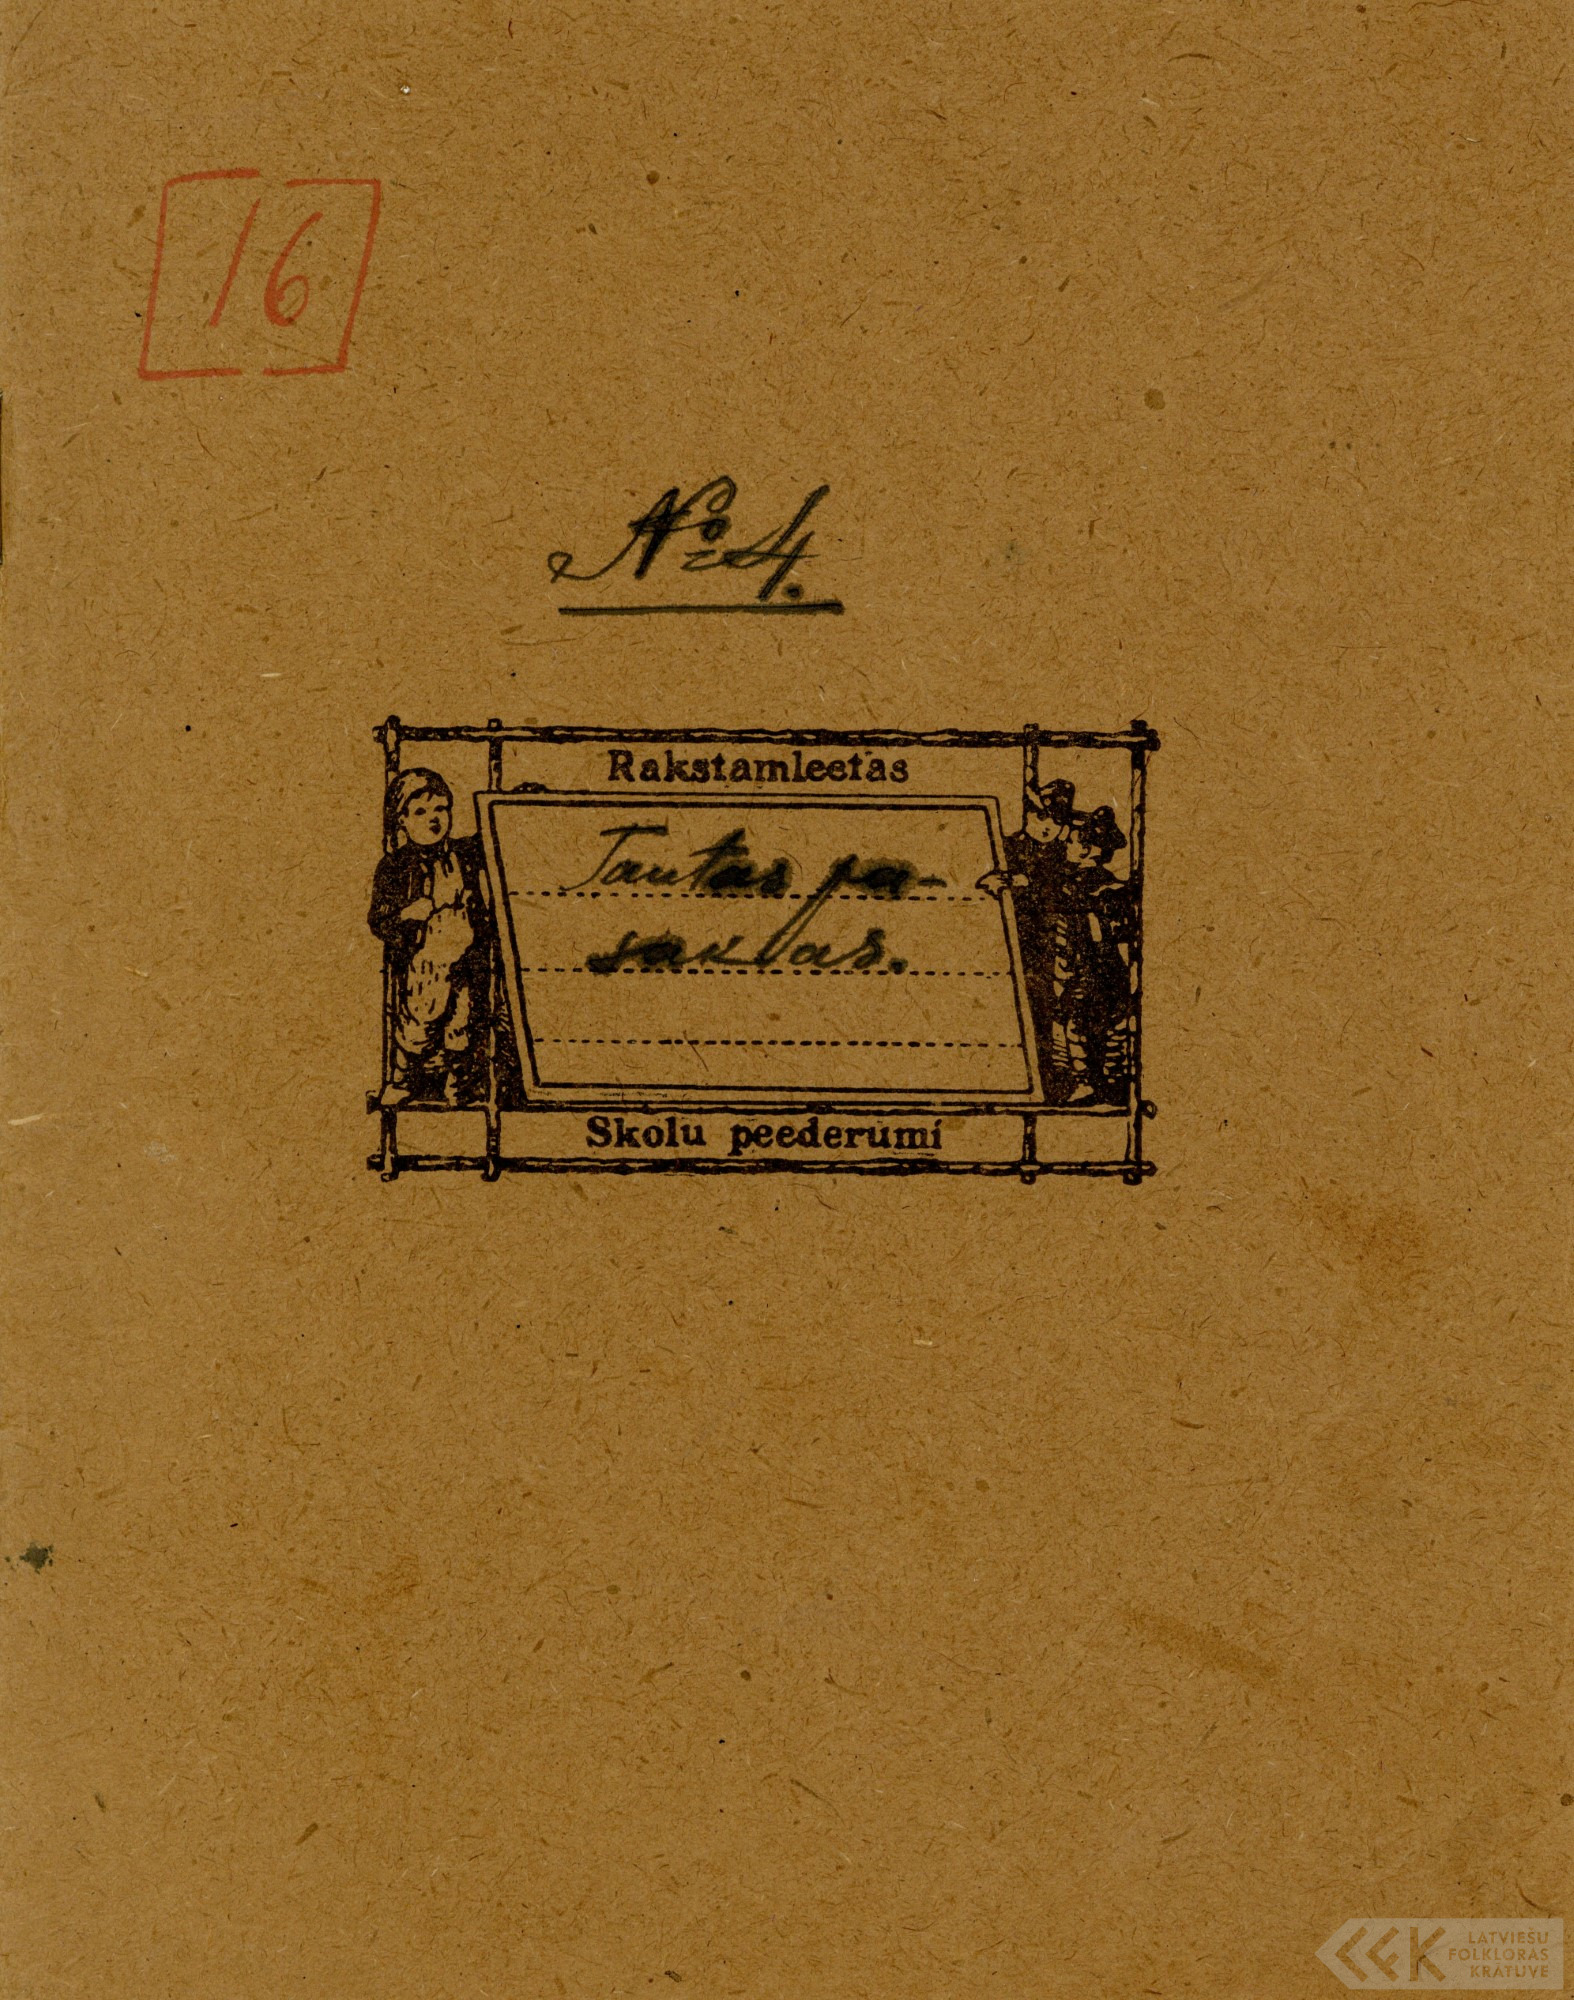 16
№ 4.
Rakstamleetas
Tautas pa-
sakas.
Skolu peederumi
LATVIEŠU
FOLKLORAS
KRĀTUVE